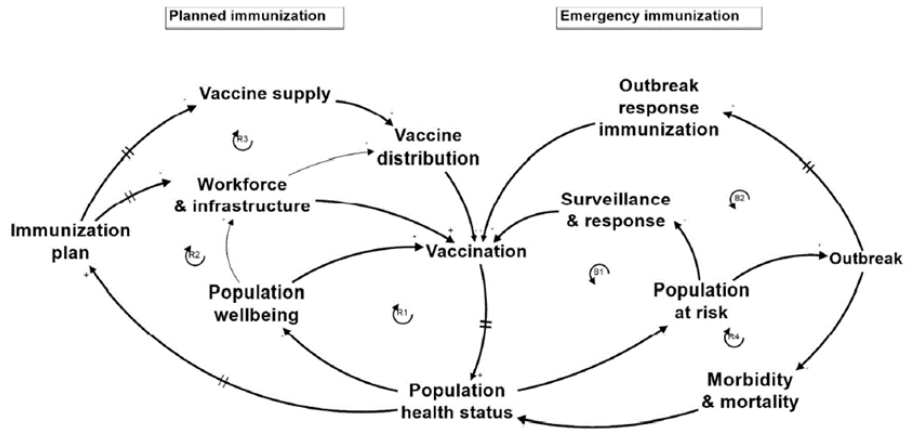 Planned immunization
Emergency immunization
Vaccine supply
Outbreak
response
immunization
R3
Vaccine
distribution
Workforce
& infrastructure
Surveillance
& response
B2
Immunization
plan
+
R2
+
Vaccination
Outbreak
B1
Population
wellbeing
Population
at risk
R1
R4
+
Population
health status
Morbidity
& mortality